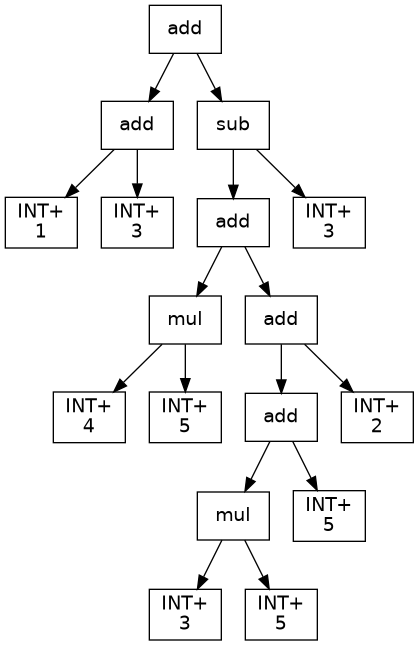 add
add
sub
INT+
1
INT+
3
add
INT+
3
mul
add
INT+
4
INT+
5
add
INT+
2
mul
INT+
5
INT+
3
INT+
5